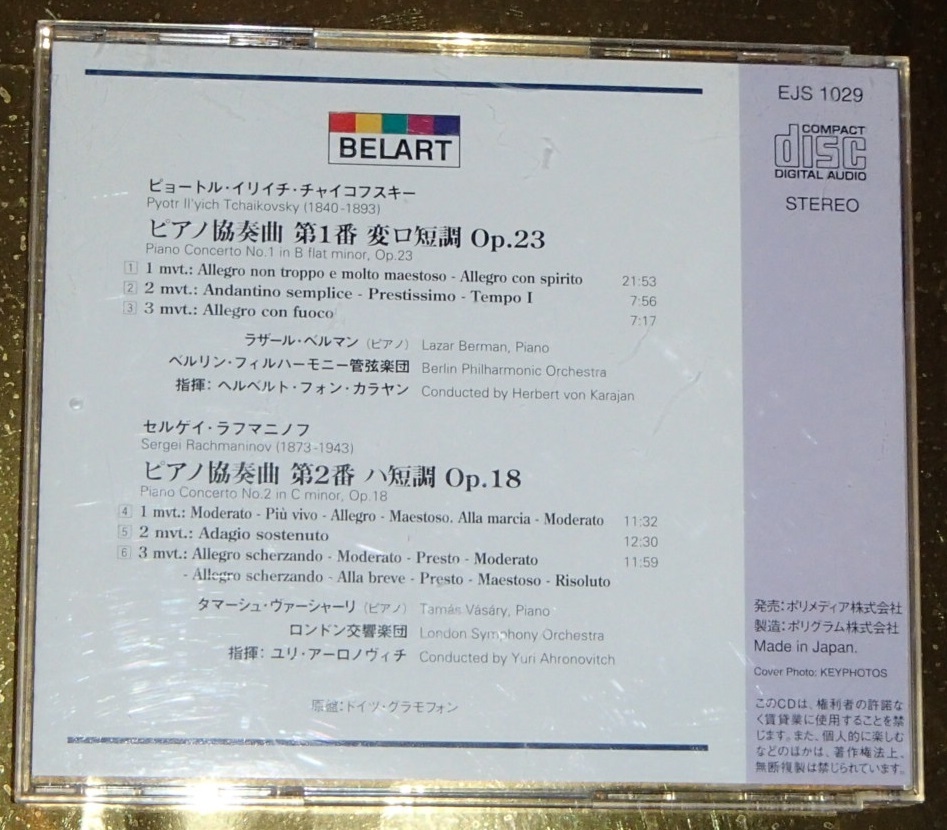 BELART
ピョートル・イリイチ・チャイコフスキー
Pyotr Il'yich Tchaikovsky (1840-1893)
ピアノ協奏曲 第1番 変ロ短調 Op.23
Piano Concerto No.1 in B flat minor, Op.23
1 1 mvt.: Allegro non troppo e molto maestoso - Allegro con spirito 21:53
2 2 mvt.: Andantino semplice - Prestissimo - Tempo I 7:56
3 3 mvt.: Allegro con fuoco 7:17
ラザール・ベルマン（ピアノ） Lazar Berman, Piano
ベルリン・フィルハーモニー管弦楽団 Berlin Philharmonic Orchestra
指揮：ヘルベルト・フォン・カラヤン Conducted by Herbert von Karajan
セルゲイ・ラフマニノフ
Sergei Rachmaninov (1873-1943)
ピアノ協奏曲 第2番 ハ短調 Op.18
Piano Concerto No.2 in C minor, Op.18
4 1 mvt.: Moderato - Più vivo - Allegro - Maestoso. Alla marcia - Moderato 11:32
5 2 mvt.: Adagio sostenuto 12:30
6 3 mvt.: Allegro scherzando - Moderato - Presto - Moderato 11:59
- Allegro scherzando - Alla breve - Presto - Maestoso - Risoluto
タマーシュ・ヴァーシャーリ（ピアノ） Tamás Vásáry, Piano
ロンドン交響楽団 London Symphony Orchestra
指揮：ユリ・アーロノヴィチ Conducted by Yuri Ahronovitch
原盤：ドイツ・グラモフォン
EJS 1029
COMPACT
disc
DIGITAL AUDIO
STEREO
発売：ポリメディア株式会社
製造：ポリグラム株式会社
Made in Japan.
Cover Photo: KEYPHOTOS
このCDは、権利者の許諾な
く賃貸業に使用することを禁
じます。また、個人的に楽しむ
などのほかは、著作権法上、
無断複製は禁じられています。